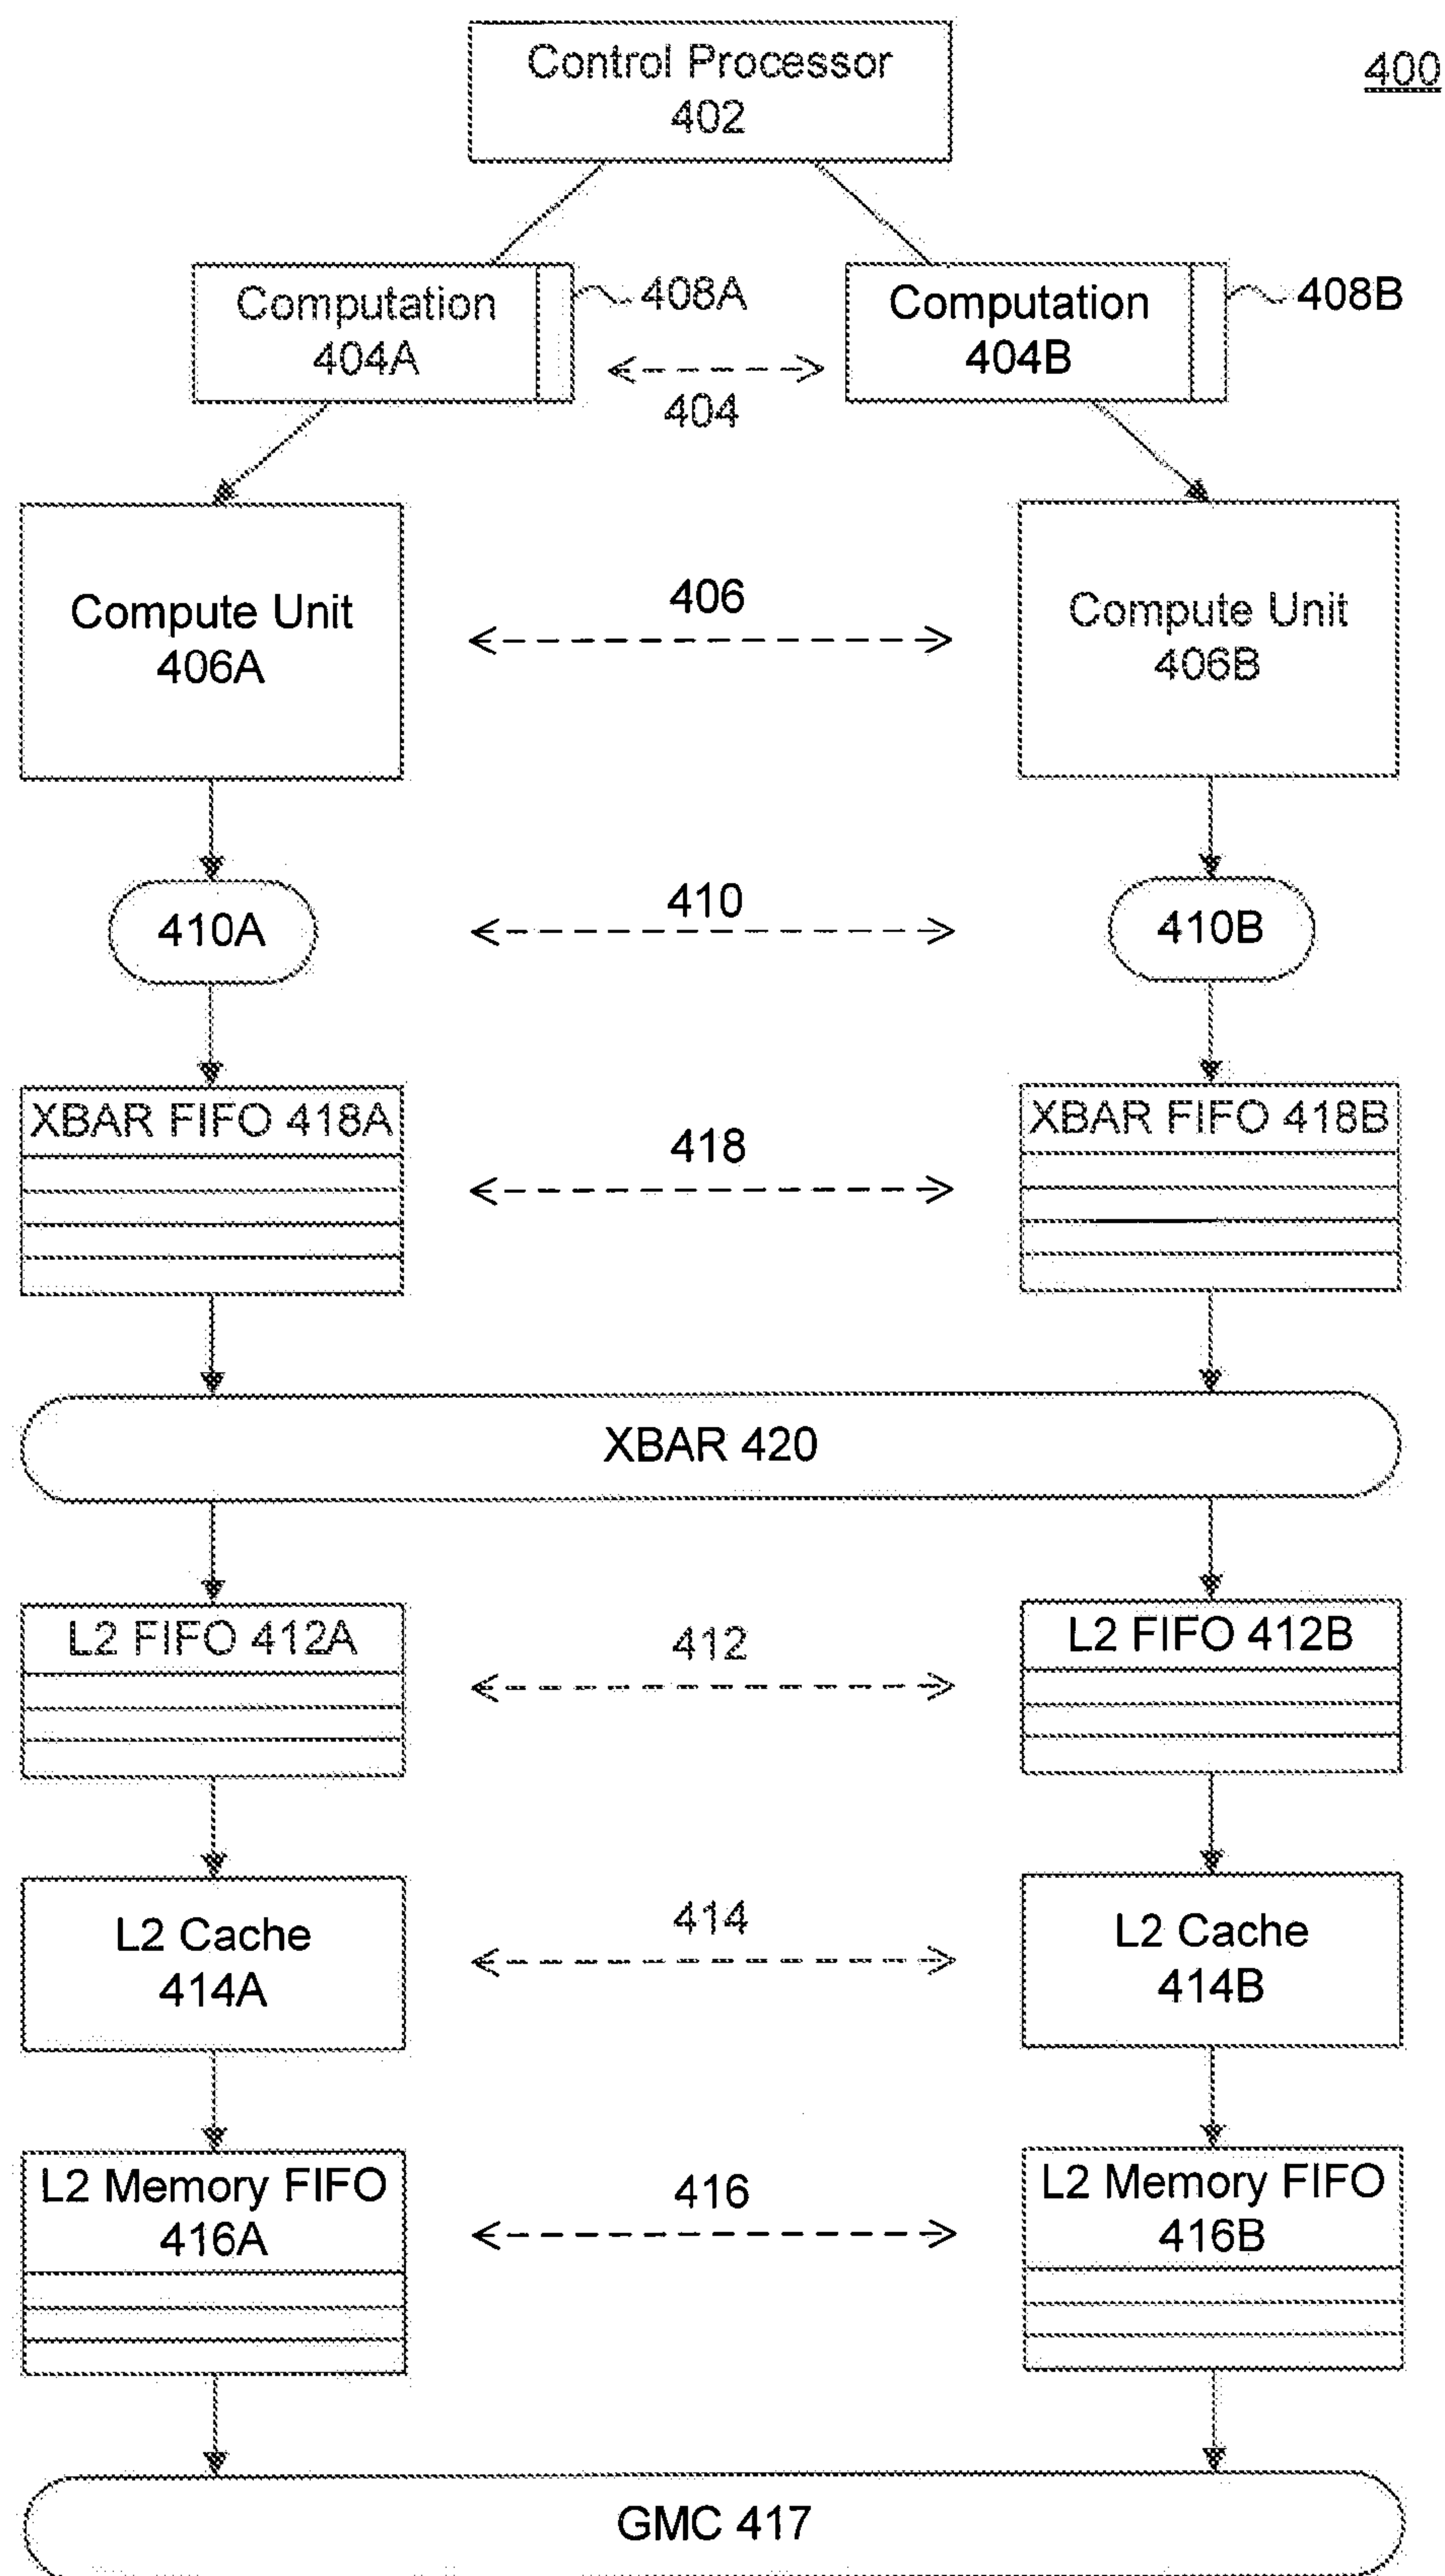 Control Processor
402
400
Computation
404A
408A
Computation
404B
408B
404
Compute Unit
406A
406
Compute Unit
406B
410A
410
410B
XBAR FIFO 418A
418
XBAR FIFO 418B
XBAR 420
L2 FIFO 412A
412
L2 FIFO 412B
L2 Cache
414A
414
L2 Cache
414B
L2 Memory FIFO
416A
416
L2 Memory FIFO
416B
GMC 417